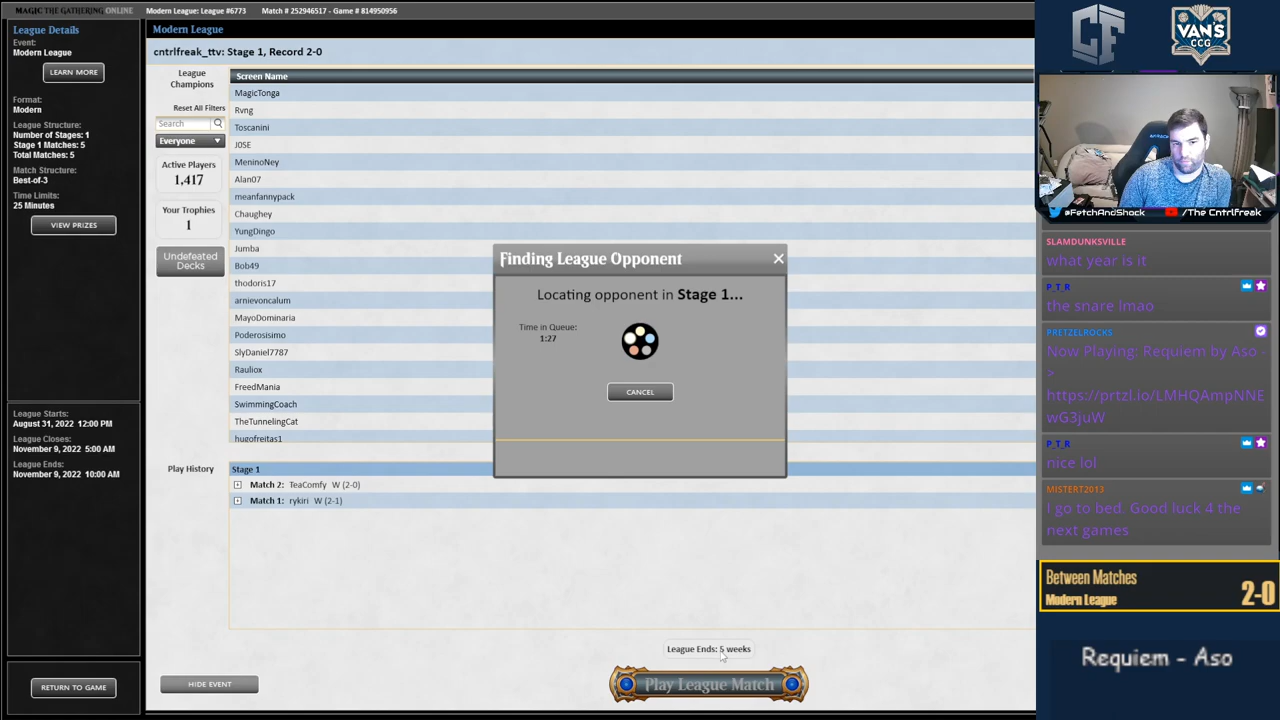 MAGIC THE GATHERING ONLINE
Modern League: League #6773
Match # 252946517 - Game # 814950956
League Details
Event:
Modern League
LEARN MORE
Format:
Modern
League Structure:
Number of Stages: 1
Stage 1 Matches: 5
Total Matches: 5
Match Structure:
Best-of-3
Time Limits:
25 Minutes
VIEW PRIZES
League Starts:
August 31, 2022 12:00 PM
League Closes:
November 9, 2022 5:00 AM
League Ends:
November 9, 2022 10:00 AM
RETURN TO GAME
Modern League
cntrlfreak_ttv: Stage 1, Record 2-0
League
Champions
Reset All Filters
Search
Everyone
Active Players
1,417
Your Trophies
1
Undefeated
Decks
Screen Name
MagicTonga
Rvng
Toscanini
J0SE
MeninoNey
Alan07
meanfannypack
Chaughey
YungDingo
Jumba
Bob49
thodoris17
arnievoncalum
MayoDominaria
Poderosisimo
SlyDaniel7787
Rauliox
FreedMania
SwimmingCoach
TheTunnelingCat
hugofreitas1
Finding League Opponent
Locating opponent in Stage 1...
Time in Queue:
1:27
CANCEL
Play History
Stage 1
Match 2: TeaComfy W (2-0)
Match 1: rykiri W (2-1)
League Ends: 5 weeks
HIDE EVENT
Play League Match
CF
VAN'S
CCG
@FetchAndShock
/The Cntrlfreak
SLAMDUNKSVILLE
what year is it
P_T_R
the snare lmao
PRETZELROCKS
Now Playing: Requiem by Aso -
>
https://prtzl.io/LMHQAmpNNE
wG3juW
P_T_R
nice lol
MISTERT2013
I go to bed. Good luck 4 the
next games
Between Matches
Modern League
2-0
Requiem - Aso